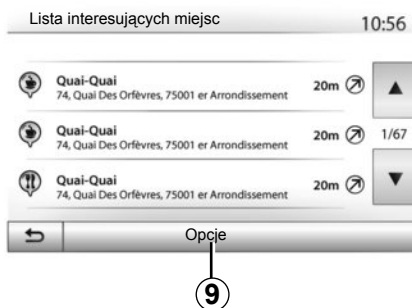 Lista interesujących miejsc 10:56
Quai-Quai
74, Quai Des Orfèvres, 75001 er Arrondissement 20m
Quai-Quai
74, Quai Des Orfèvres, 75001 er Arrondissement 20m 1/67
Quai-Quai
74, Quai Des Orfèvres, 75001 er Arrondissement 20m
Opcje
9